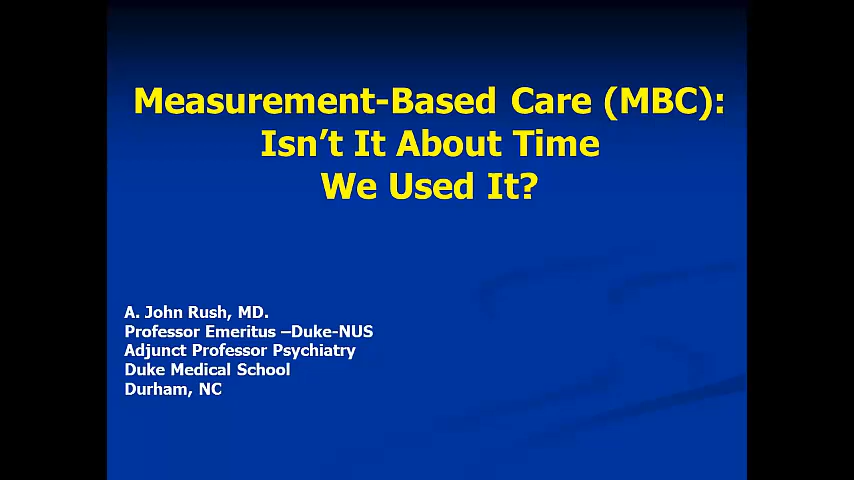 Measurement-Based Care (MBC):
Isn’t It About Time
We Used It?
A. John Rush, MD.
Professor Emeritus –Duke-NUS
Adjunct Professor Psychiatry
Duke Medical School
Durham, NC